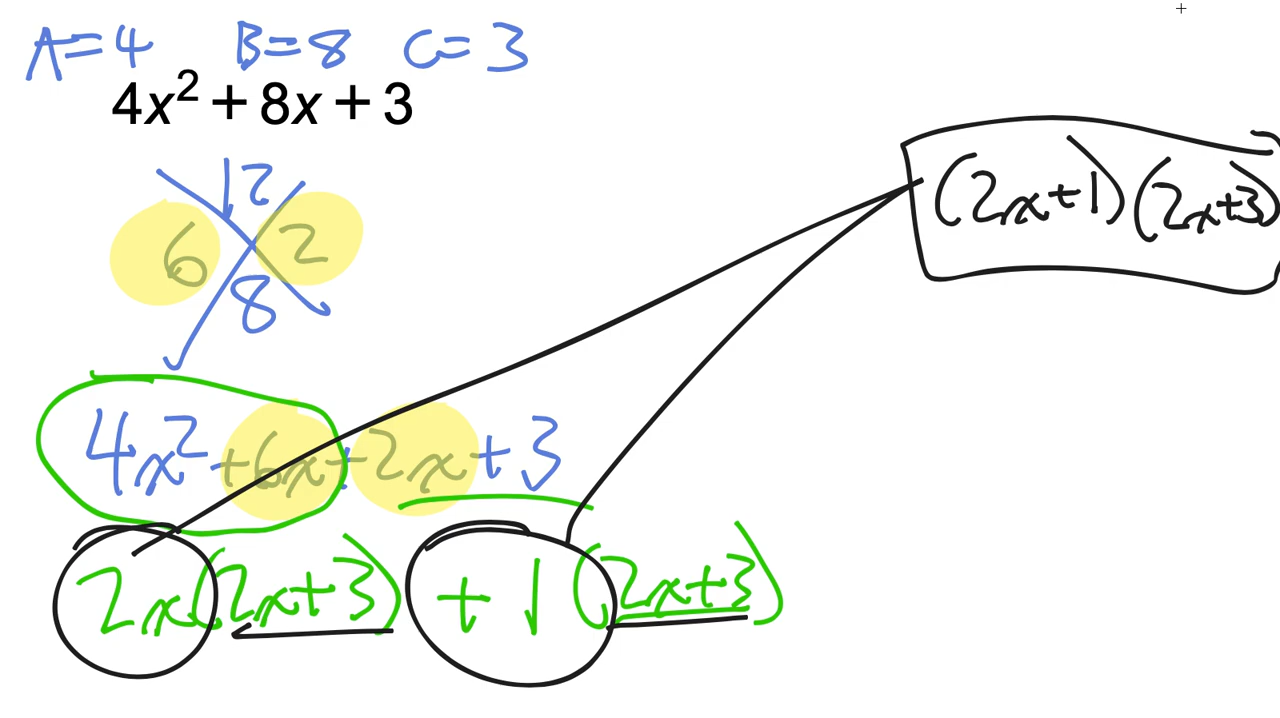 A=4 B=8 C=3
4x² + 8x + 3
12
6 2
8
(2x+1)(2x+3)
4x²+6x+2x+3
2x(2x+3) +1(2x+3)